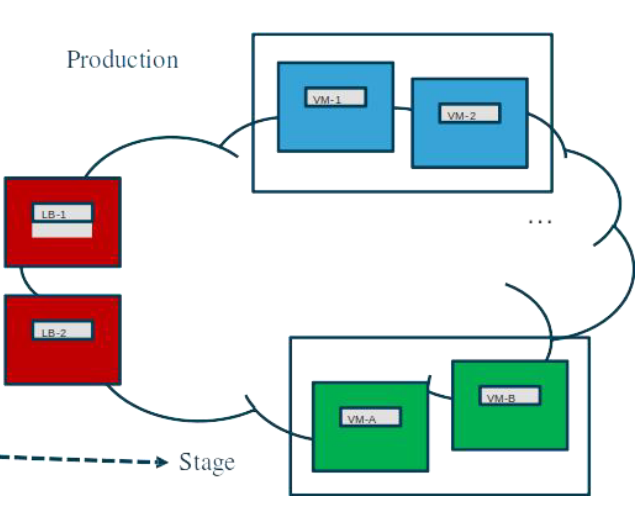 Production
VM-1
VM-2
LB-1
...
LB-2
VM-B
VM-A
Stage